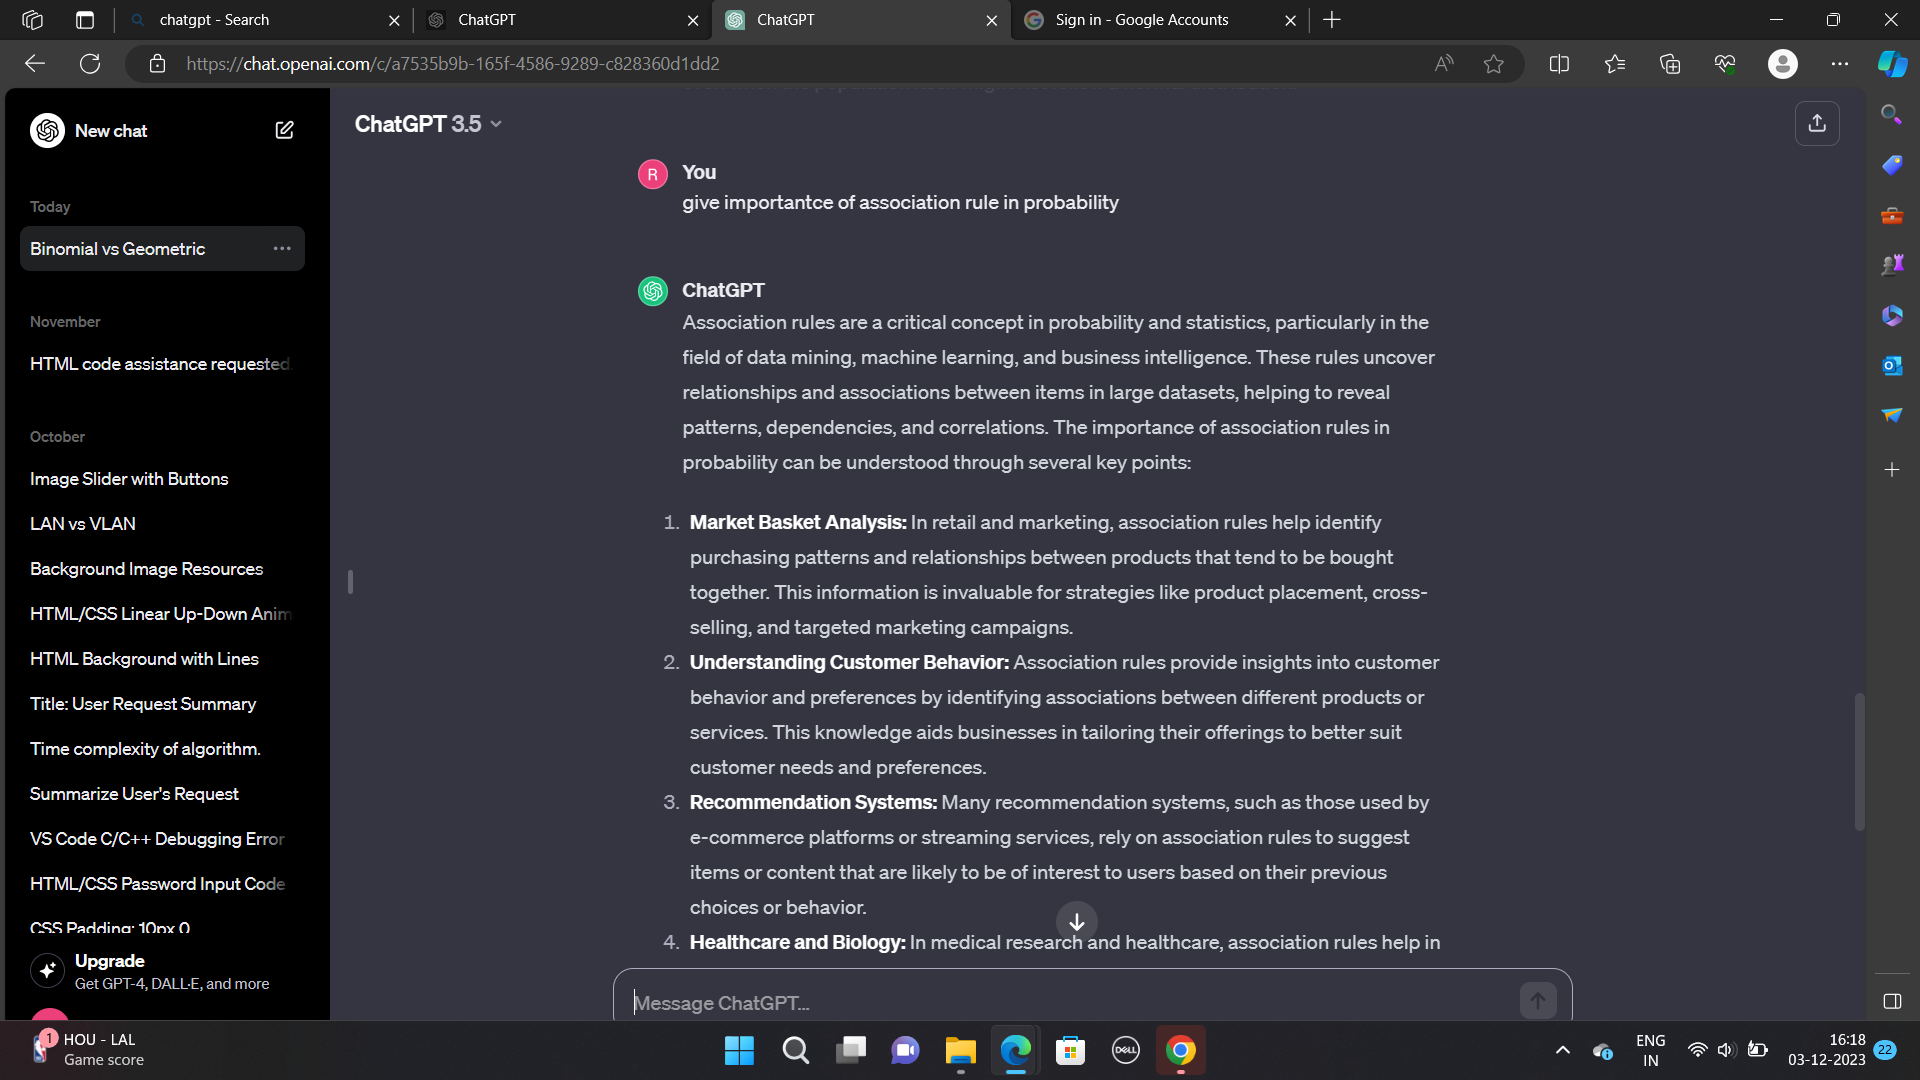 chatgpt - Search
ChatGPT
ChatGPT
Sign in - Google Accounts
https://chat.openai.com/c/a7535b9b-165f-4586-9289-c828360d1dd2
New chat
Today
Binomial vs Geometric
November
HTML code assistance requested.
October
Image Slider with Buttons
LAN vs VLAN
Background Image Resources
HTML/CSS Linear Up-Down Anim
HTML Background with Lines
Title: User Request Summary
Time complexity of algorithm.
Summarize User's Request
VS Code C/C++ Debugging Error
HTML/CSS Password Input Code
CSS Padding: 10px 0
Upgrade
Get GPT-4, DALL·E, and more
ChatGPT 3.5
R
You
give importantce of association rule in probability
ChatGPT
Association rules are a critical concept in probability and statistics, particularly in the
field of data mining, machine learning, and business intelligence. These rules uncover
relationships and associations between items in large datasets, helping to reveal
patterns, dependencies, and correlations. The importance of association rules in
probability can be understood through several key points:
1. Market Basket Analysis: In retail and marketing, association rules help identify
purchasing patterns and relationships between products that tend to be bought
together. This information is invaluable for strategies like product placement, cross-
selling, and targeted marketing campaigns.
2. Understanding Customer Behavior: Association rules provide insights into customer
behavior and preferences by identifying associations between different products or
services. This knowledge aids businesses in tailoring their offerings to better suit
customer needs and preferences.
3. Recommendation Systems: Many recommendation systems, such as those used by
e-commerce platforms or streaming services, rely on association rules to suggest
items or content that are likely to be of interest to users based on their previous
choices or behavior.
4. Healthcare and Biology: In medical research and healthcare, association rules help in
Message ChatGPT...
1
HOU - LAL
Game score
DELL
ENG
IN
16:18
03-12-2023
22